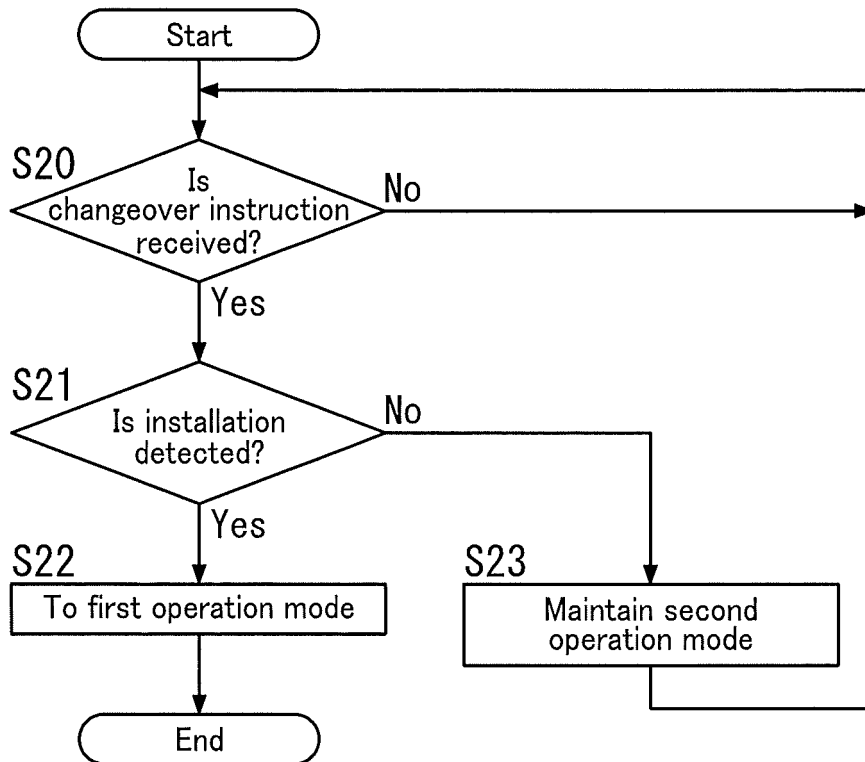 Start
S20
Is
changeover instruction
received?
No
Yes
S21
Is installation
detected?
No
Yes
S22
To first operation mode
S23
Maintain second
operation mode
End